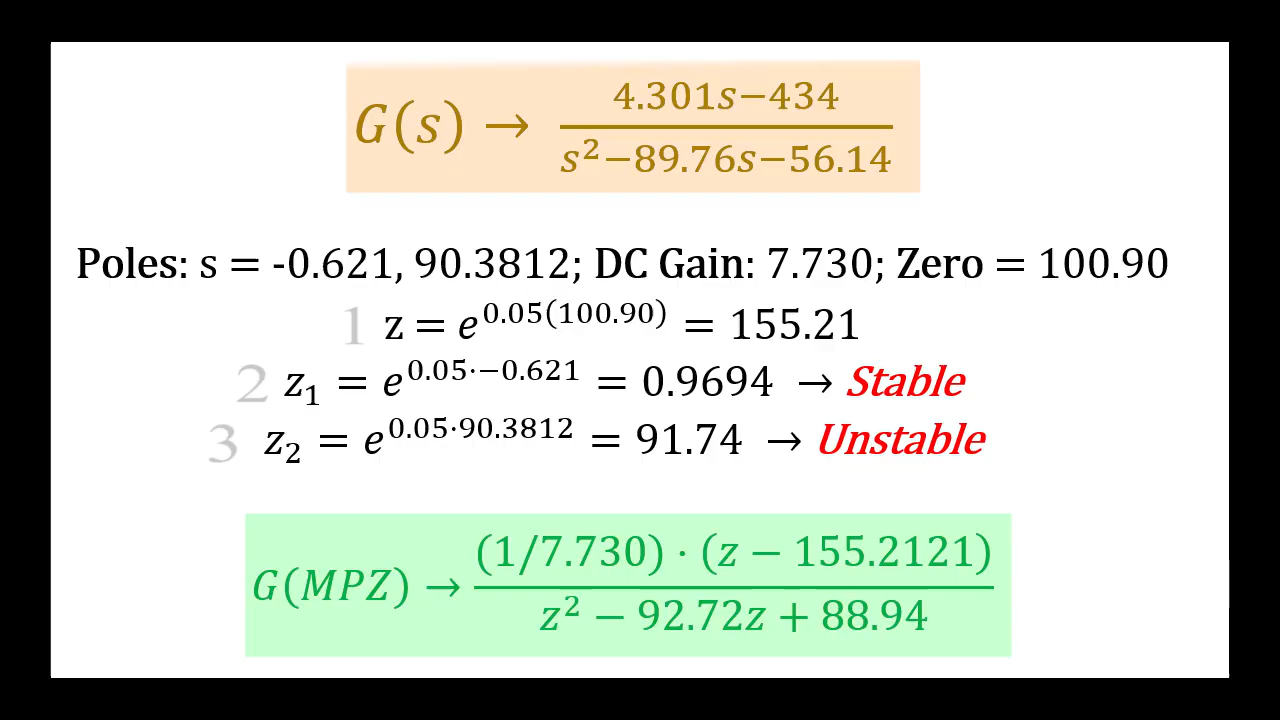 G(s) → (4.301s−434)/(s²−89.76s−56.14)
Poles: s = -0.621, 90.3812; DC Gain: 7.730; Zero = 100.90
1 z = e^0.05(100.90) = 155.21
2 z₁ = e^0.05·−0.621 = 0.9694 → Stable
3 z₂ = e^0.05·90.3812 = 91.74 → Unstable
G(MPZ) → ((1/7.730) · (z − 155.2121))/(z² − 92.72z + 88.94)